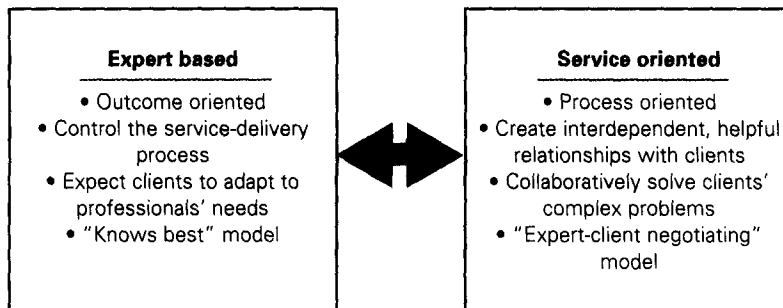 Expert based
• Outcome oriented
• Control the service-delivery
process
• Expect clients to adapt to
professionals' needs
• "Knows best" model
Service oriented
• Process oriented
• Create interdependent, helpful
relationships with clients
• Collaboratively solve clients'
complex problems
• "Expert-client negotiating"
model